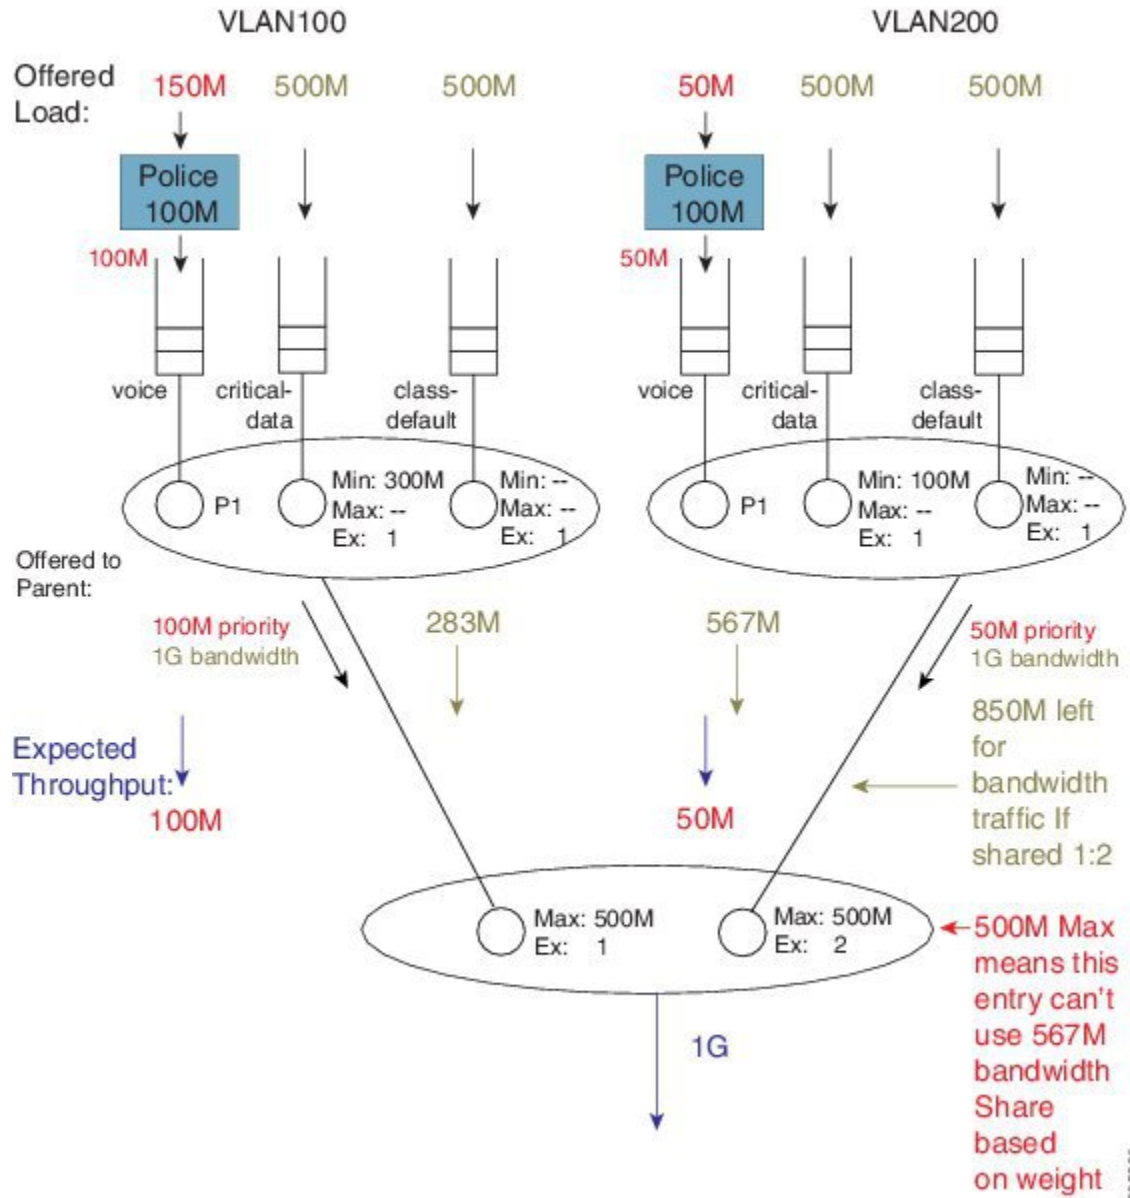 VLAN100
VLAN200
Offered
Load:
150M
500M
500M
50M
500M
500M
Police
100M
Police
100M
100M
50M
voice
critical-
data
class-
default
voice
critical-
data
class-
default
P1
Min: 300M
Max: --
Ex: 1
Min: --
Max: --
Ex: 1
P1
Min: 100M
Max: --
Ex: 1
Min: --
Max: --
Ex: 1
Offered to
Parent:
100M priority
1G bandwidth
283M
567M
50M priority
1G bandwidth
850M left
for
bandwidth
traffic If
shared 1:2
Expected
Throughput:
100M
50M
Max: 500M
Ex: 1
Max: 500M
Ex: 2
500M Max
means this
entry can't
use 567M
bandwidth
Share
based
on weight
1G